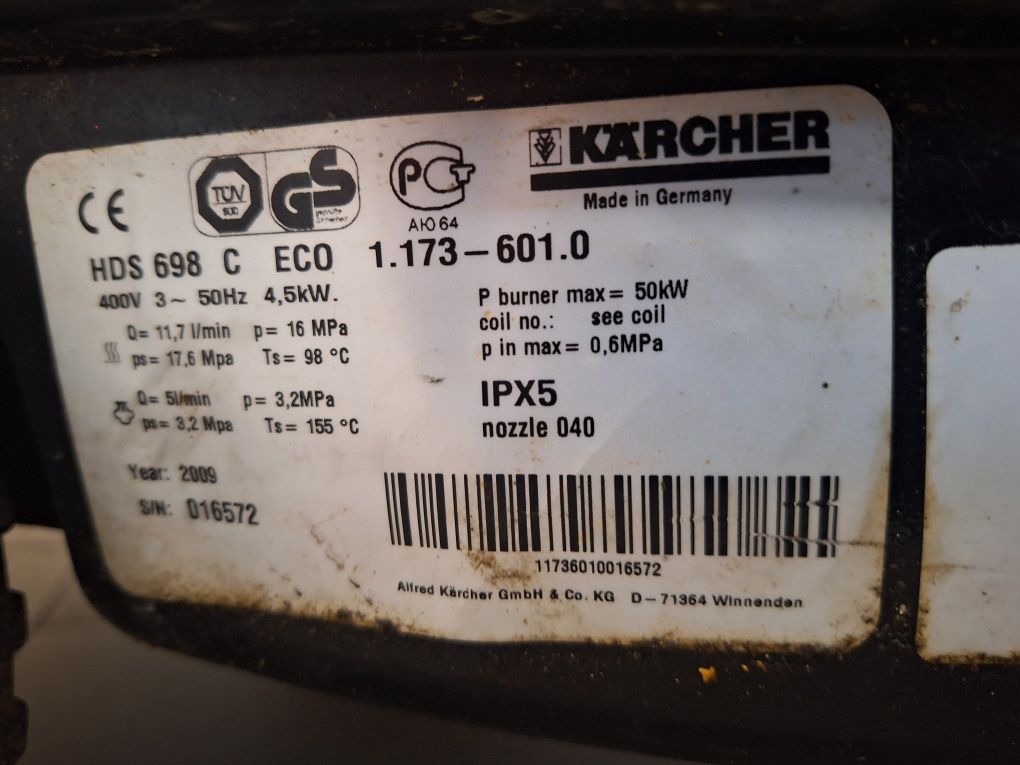 KÄRCHER
Made in Germany
CE
TÜV
SÜD
GS
geprüfte
Sicherheit
PCT
АЮ64
HDS 698 C ECO 1.173-601.0
400V 3~ 50Hz 4,5kW.
Q= 11,7 l/min p= 16 MPa
ps= 17,6 Mpa Ts= 98 °C
Q= 5l/min p= 3,2MPa
ps= 3,2 Mpa Ts= 155 °C
Year: 2009
S/N: 016572
P burner max= 50kW
coil no.: see coil
p in max= 0,6MPa
IPX5
nozzle 040
11736010016572
Alfred Kärcher GmbH & Co. KG D-71364 Winnenden